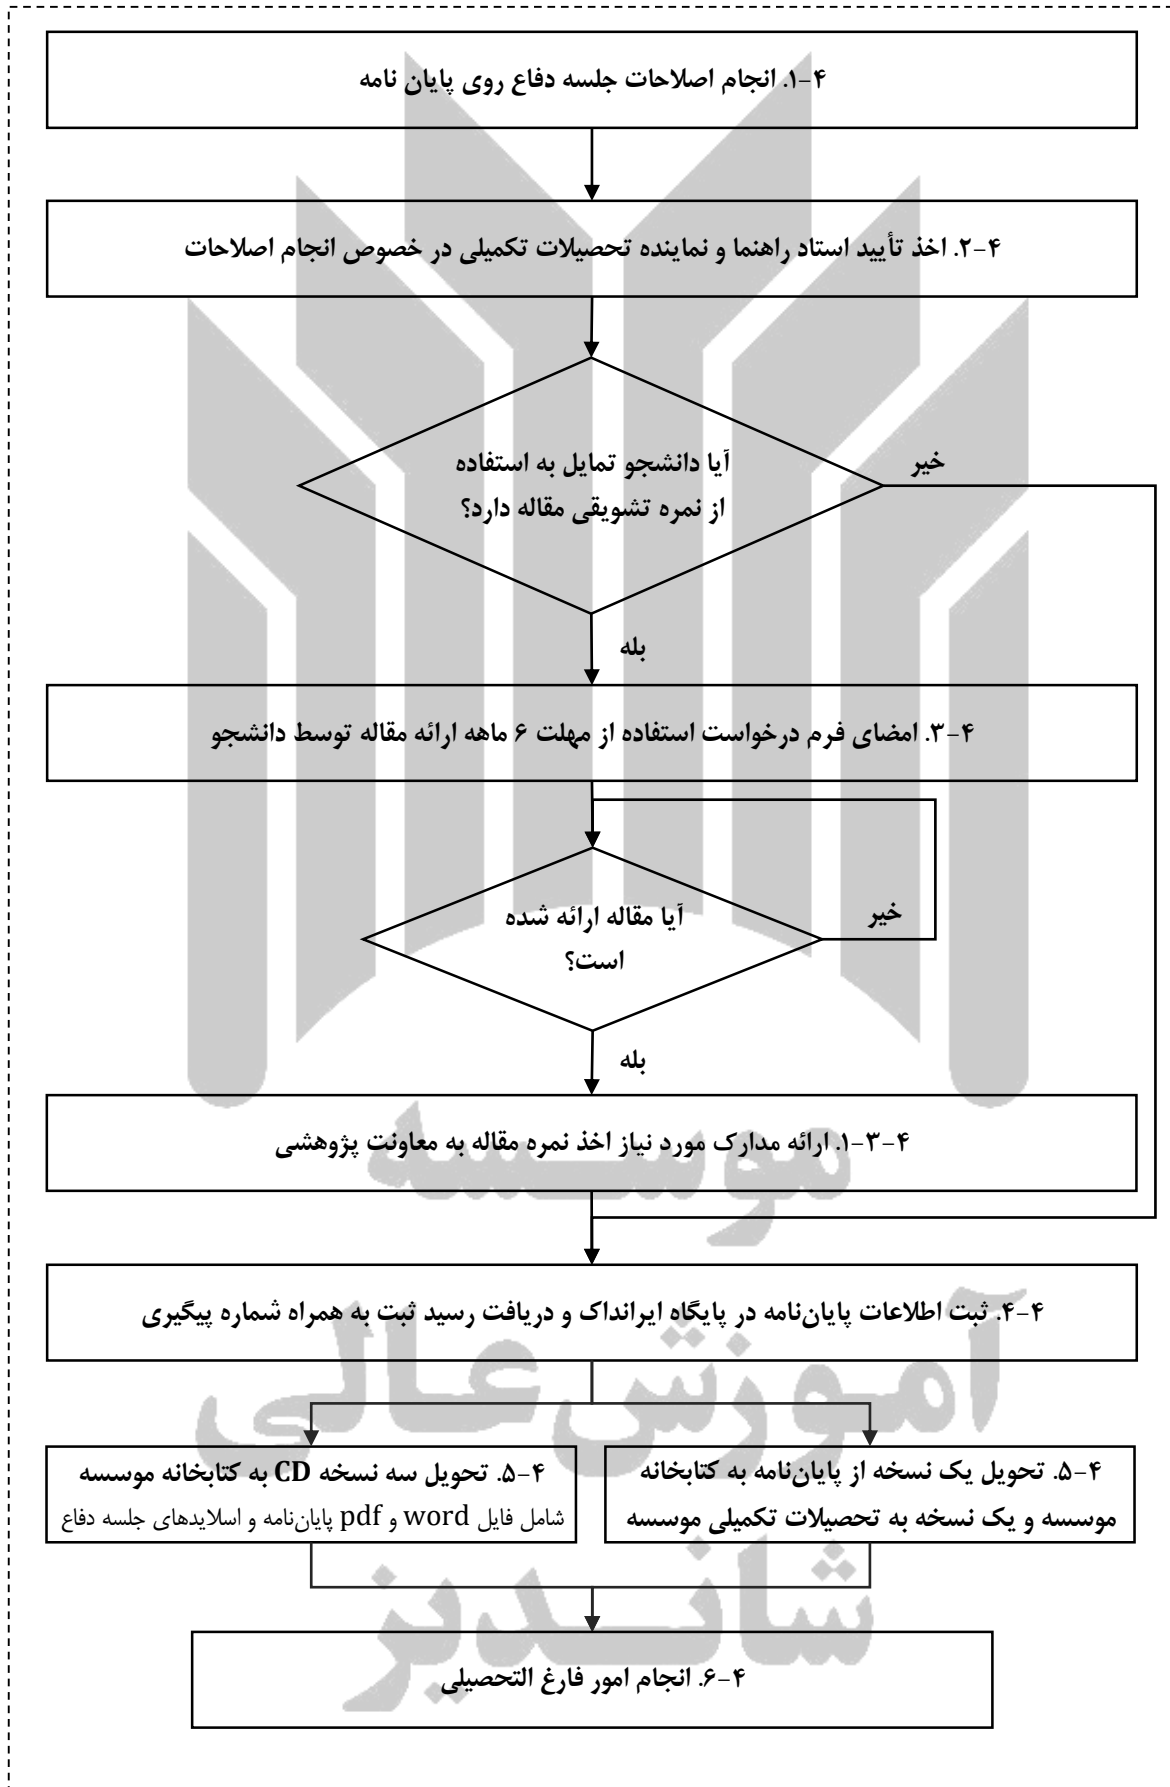 ۴-۱. انجام اصلاحات جلسه دفاع روی پایان نامه
۴-۲. اخذ تأیید استاد راهنما و نماینده تحصیلات تکمیلی در خصوص انجام اصلاحات
آیا دانشجو تمایل به استفاده
از نمره تشویقی مقاله دارد؟
خیر
بله
۴-۳. امضای فرم درخواست استفاده از مهلت ۶ ماهه ارائه مقاله توسط دانشجو
آیا مقاله ارائه شده
است؟
خیر
بله
۴-۳-۱. ارائه مدارک مورد نیاز اخذ نمره مقاله به معاونت پژوهشی
موسسه
۴-۴. ثبت اطلاعات پایان‌نامه در پایگاه ایرانداک و دریافت رسید ثبت به همراه شماره پیگیری
آموزش عالی
۴-۵. تحویل یک نسخه از پایان‌نامه به کتابخانه
موسسه و یک نسخه به تحصیلات تکمیلی موسسه
۴-۵. تحویل سه نسخه CD به کتابخانه موسسه
شامل فایل word و pdf پایان‌نامه و اسلایدهای جلسه دفاع
شاندیز
۴-۶. انجام امور فارغ التحصیلی